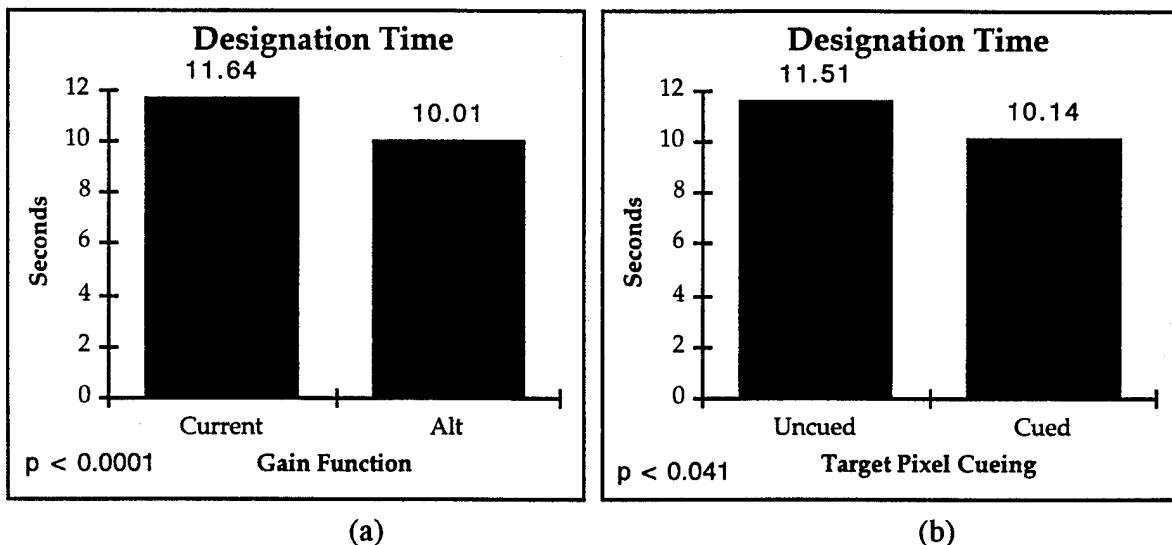 Designation Time
11.64
10.01
12
10
8
6
4
2
0
Seconds
Current Alt
p < 0.0001 Gain Function
(a)
Designation Time
11.51
10.14
12
10
8
6
4
2
0
Seconds
Uncued Cued
p < 0.041 Target Pixel Cueing
(b)